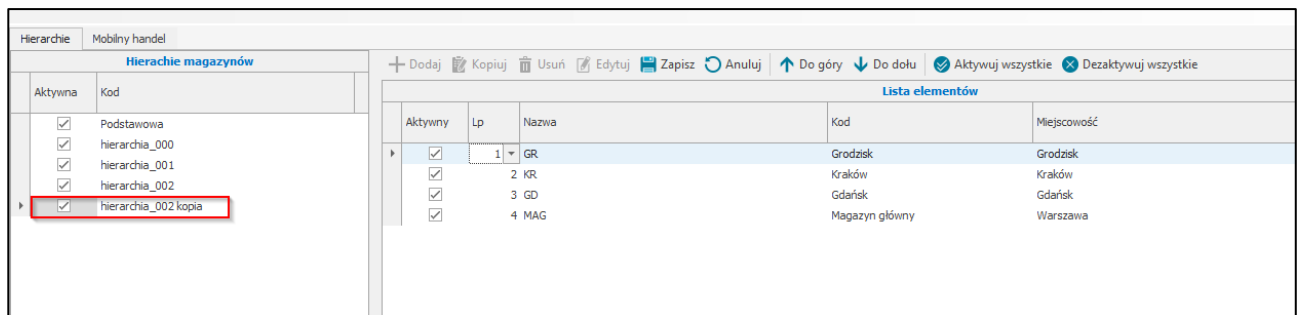 Hierarchie Mobilny handel
Hierachie magazynów
Dodaj Kopiuj Usuń Edytuj Zapisz Anuluj Do góry Do dołu Aktywuj wszystkie Dezaktywuj wszystkie
Lista elementów
Aktywna Kod
Aktywny Lp Nazwa Kod Miejscowość
Podstawowa
hierarchia_000
hierarchia_001
hierarchia_002
hierarchia_002 kopia
1 GR Grodzisk Grodzisk
2 KR Kraków Kraków
3 GD Gdańsk Gdańsk
4 MAG Magazyn główny Warszawa